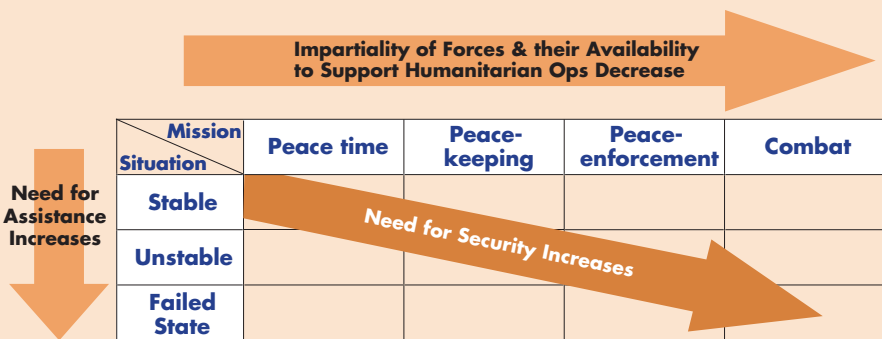 Impartiality of Forces & their Availability
to Support Humanitarian Ops Decrease
Mission
Situation
Peace time
Peace-
keeping
Peace-
enforcement
Combat
Need for
Assistance
Increases
Stable
Unstable
Failed
State
Need for Security Increases